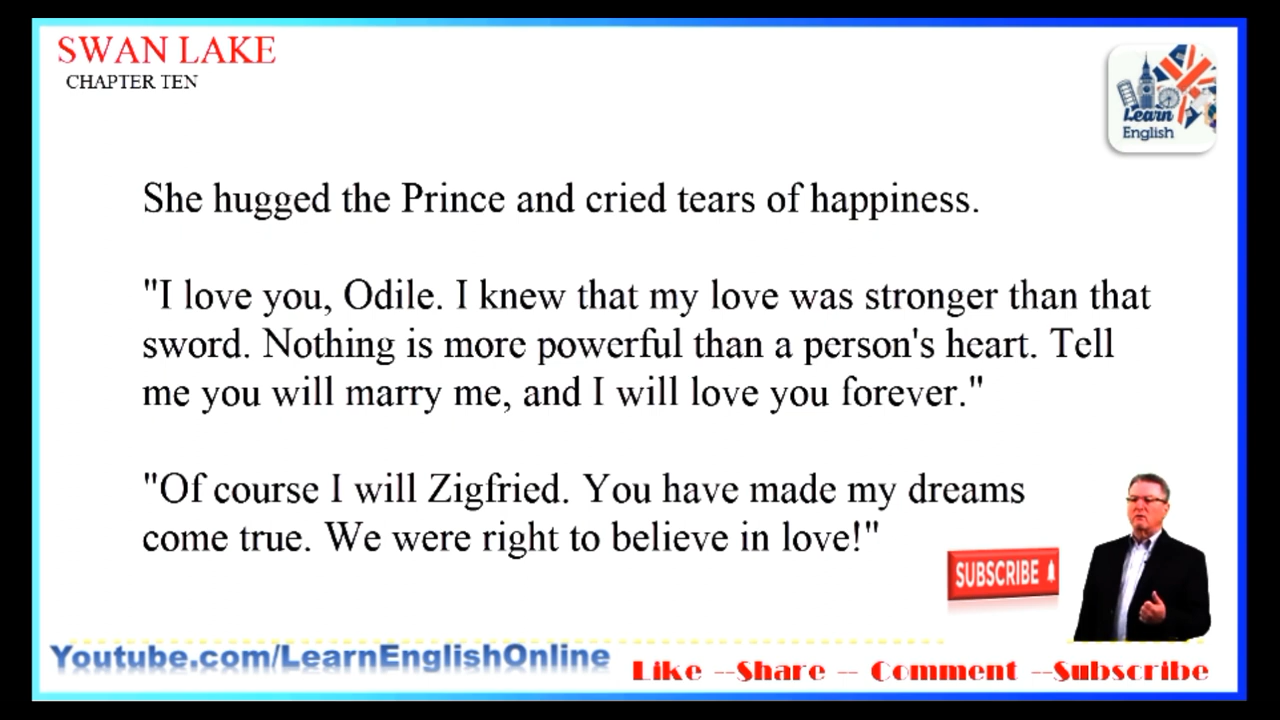 SWAN LAKE
CHAPTER TEN
Learn
English
She hugged the Prince and cried tears of happiness.
"I love you, Odile. I knew that my love was stronger than that
sword. Nothing is more powerful than a person's heart. Tell
me you will marry me, and I will love you forever."
"Of course I will Zigfried. You have made my dreams
come true. We were right to believe in love!"
SUBSCRIBE
Youtube.com/LearnEnglishOnline
Like --Share -- Comment --Subscribe